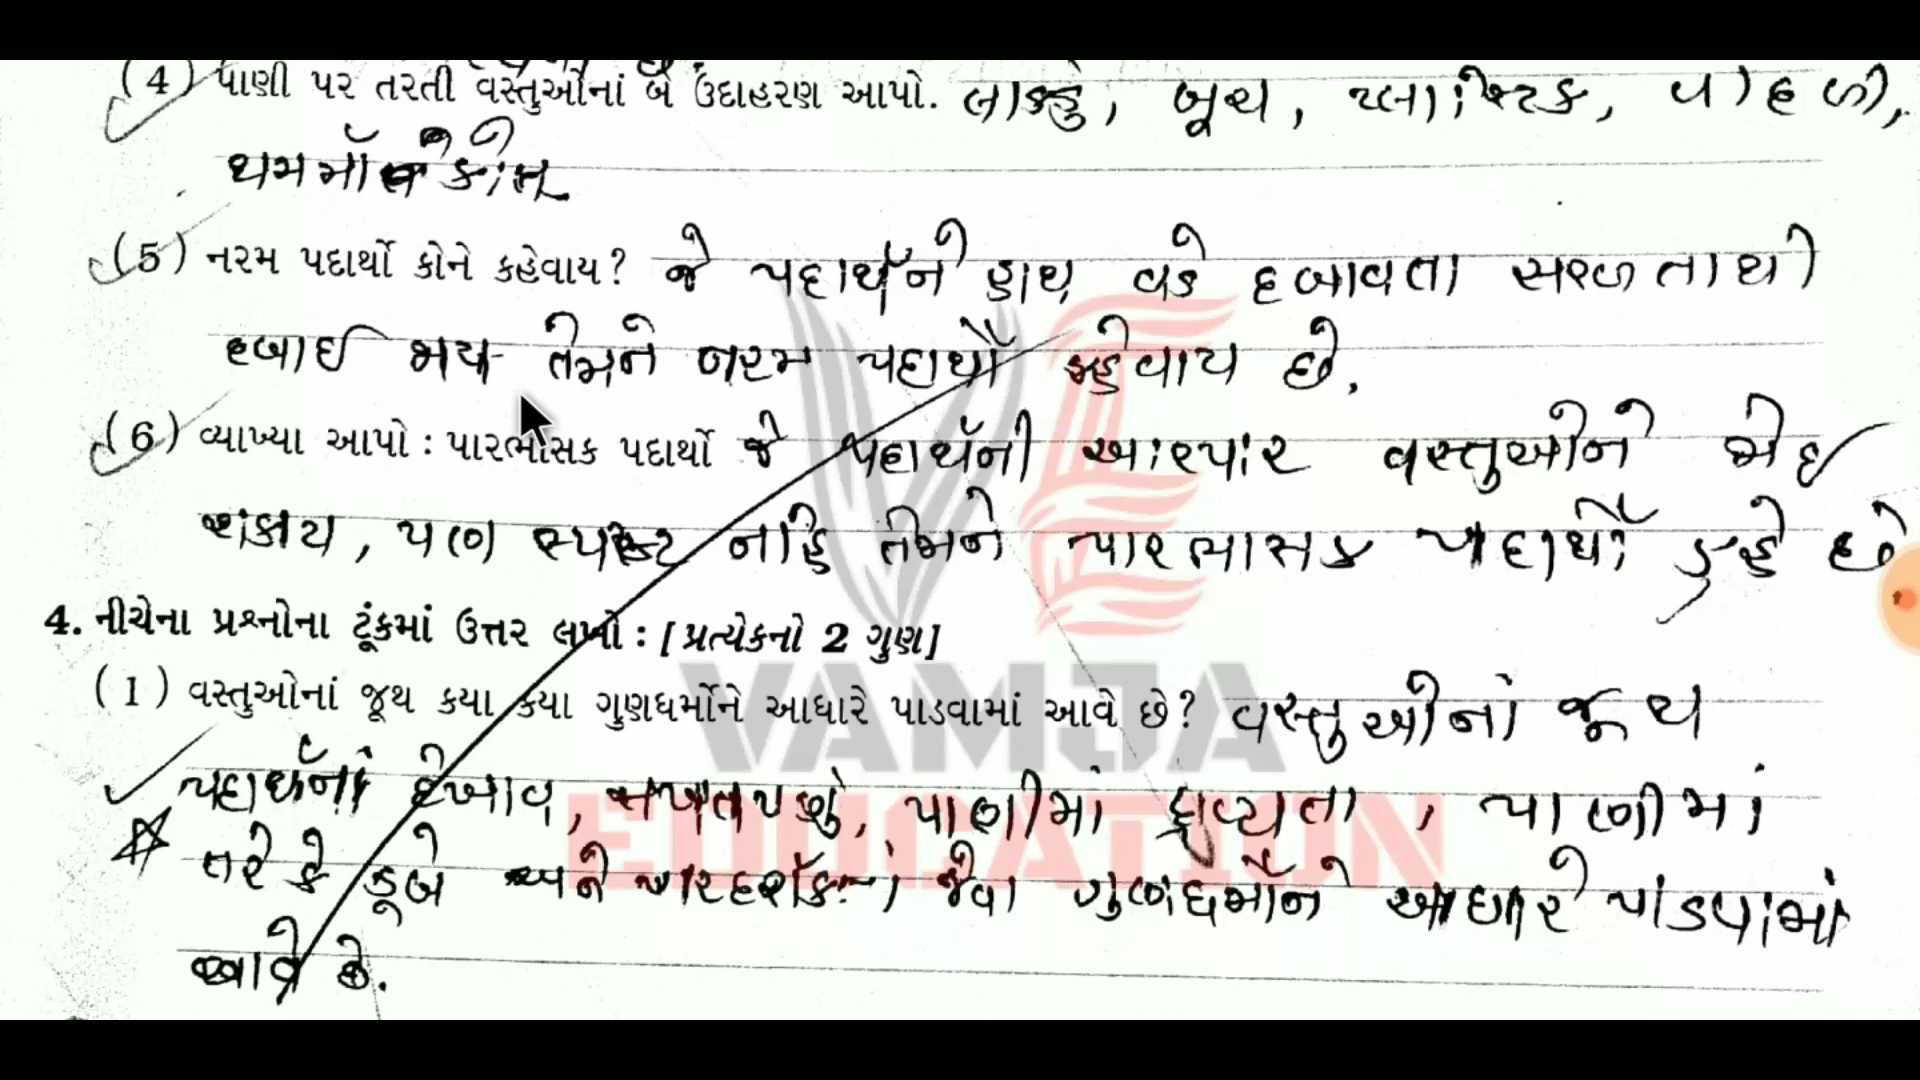 (4) પાણી પર તરતી વસ્તુઓનાં બે ઉદાહરણ આપો. લાકડું, બૂચ, પ્લાસ્ટિક,
થર્મોકોલ
(5) નરમ પદાર્થો કોને કહેવાય? જે પદાર્થને હાથ વડે દબાવતા સરળતાથી
દબાઈ જાય તેમને નરમ પદાર્થો કહેવાય છે.
(6) વ્યાખ્યા આપો : પારભાસક પદાર્થો જે પદાર્થની આરપાર વસ્તુઓને જોઈ
શકાય, પણ સ્પષ્ટ નહિ તેમને પારભાસક પદાર્થો કહે છે
4. નીચેના પ્રશ્નોના ટૂંકમાં ઉત્તર લખો : [પ્રત્યેકનો 2 ગુણ]
(1) વસ્તુઓનાં જૂથ કયા કયા ગુણધર્મોને આધારે પાડવામાં આવે છે? વસ્તુઓનાં જૂથ
પદાર્થનાં દેખાવ, સખતપણું, પાણીમાં દ્રાવ્યતા, પાણીમાં
તરે કે ડૂબે અને પારદર્શકતા જેવા ગુણધર્મોને આધારે પાડવામાં
આવે છે.
VAMJA
EDUCATION